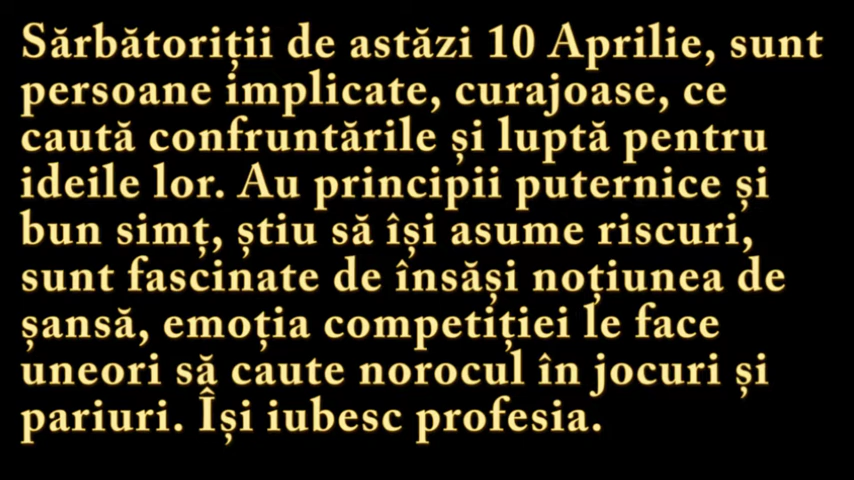 Sărbătoriții de astăzi 10 Aprilie, sunt
persoane implicate, curajoase, ce
caută confruntările și luptă pentru
ideile lor. Au principii puternice și
bun simț, știu să își asume riscuri,
sunt fascinate de însăși noțiunea de
șansă, emoția competiției le face
uneori să caute norocul în jocuri și
pariuri. Își iubesc profesia.